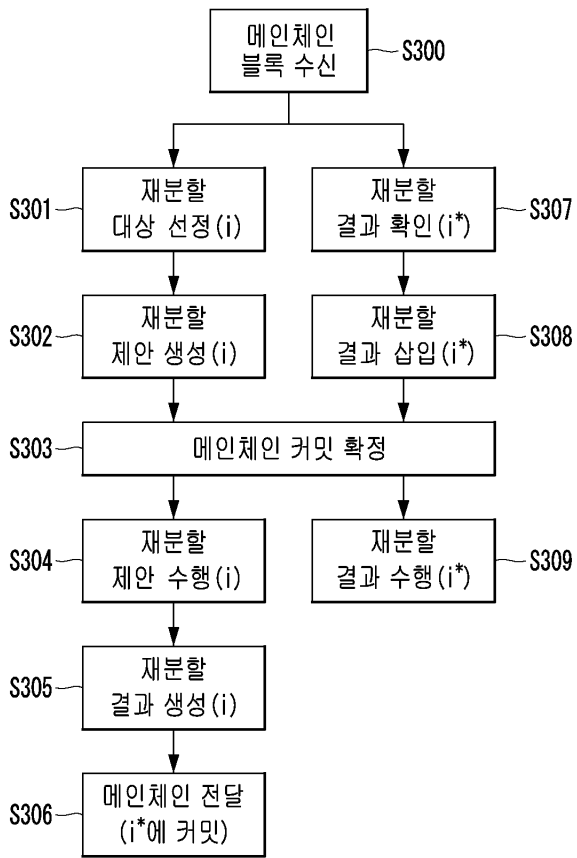 메인체인
블록 수신
S300
재분할
대상 선정(i)
S301
재분할
결과 확인(i*)
S307
재분할
제안 생성(i)
S302
재분할
결과 삽입(i*)
S308
메인체인 커밋 확정
S303
재분할
제안 수행(i)
S304
재분할
결과 수행(i*)
S309
재분할
결과 생성(i)
S305
메인체인 전달
(i*에 커밋)
S306